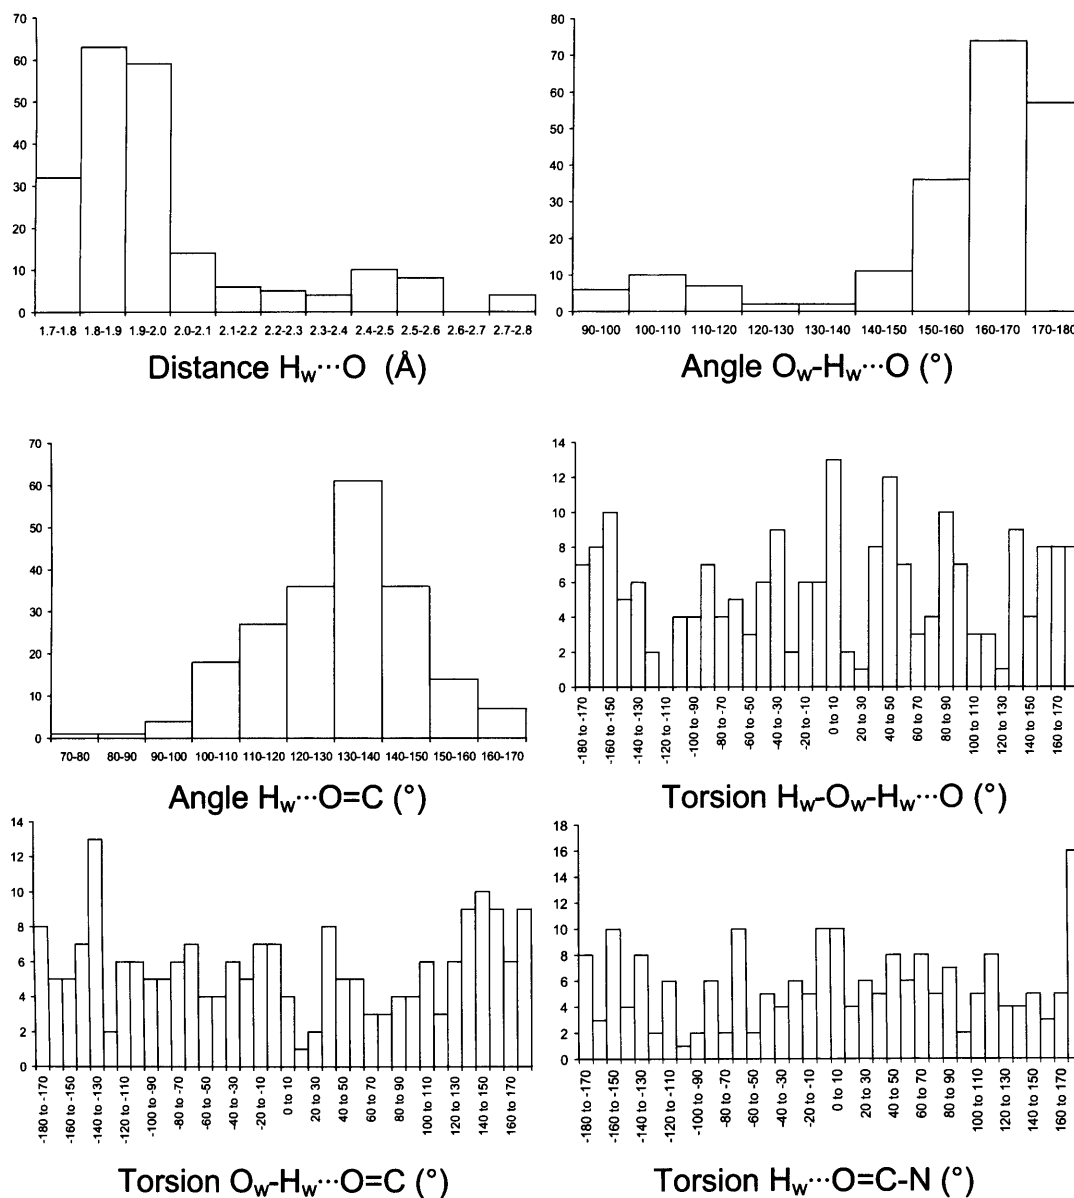 70
60
50
40
30
20
10
0
1.7-1.8 1.8-1.9 1.9-2.0 2.0-2.1 2.1-2.2 2.2-2.3 2.3-2.4 2.4-2.5 2.5-2.6 2.6-2.7 2.7-2.8
Distance Hw···O (Å)
80
70
60
50
40
30
20
10
0
90-100 100-110 110-120 120-130 130-140 140-150 150-160 160-170 170-180
Angle Ow-Hw···O (°)
70
60
50
40
30
20
10
0
70-80 80-90 90-100 100-110 110-120 120-130 130-140 140-150 150-160 160-170
Angle Hw···O=C (°)
14
12
10
8
6
4
2
0
-180 to -170
-160 to -150
-140 to -130
-120 to -110
-100 to -90
-80 to -70
-60 to -50
-40 to -30
-20 to -10
0 to 10
20 to 30
40 to 50
60 to 70
80 to 90
100 to 110
120 to 130
140 to 150
160 to 170
Torsion Hw-Ow-Hw···O (°)
14
12
10
8
6
4
2
0
-180 to -170
-160 to -150
-140 to -130
-120 to -110
-100 to -90
-80 to -70
-60 to -50
-40 to -30
-20 to -10
0 to 10
20 to 30
40 to 50
60 to 70
80 to 90
100 to 110
120 to 130
140 to 150
160 to 170
Torsion Ow-Hw···O=C (°)
18
16
14
12
10
8
6
4
2
0
-180 to -170
-160 to -150
-140 to -130
-120 to -110
-100 to -90
-80 to -70
-60 to -50
-40 to -30
-20 to -10
0 to 10
20 to 30
40 to 50
60 to 70
80 to 90
100 to 110
120 to 130
140 to 150
160 to 170
Torsion Hw···O=C-N (°)